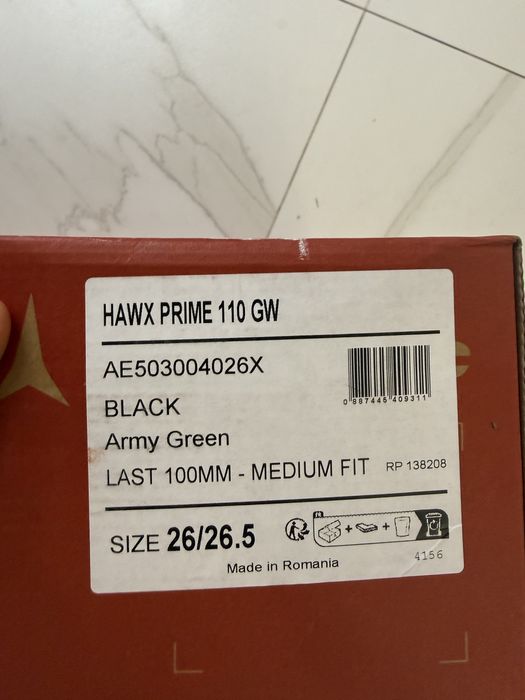 HAWX PRIME 110 GW
AE503004026X
BLACK
Army Green
LAST 100MM - MEDIUM FIT RP 138208
0 887445 409311
SIZE 26/26.5
FR
Made in Romania
4156